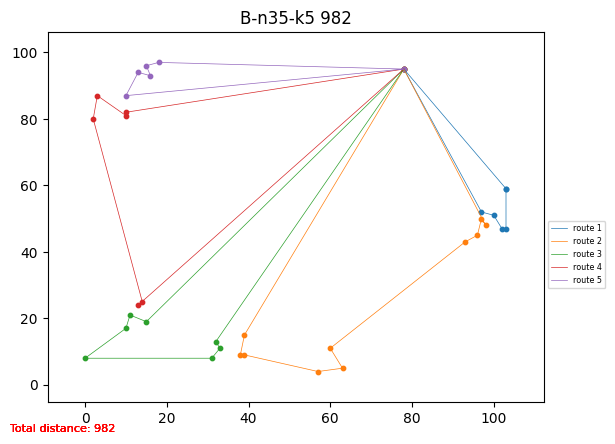 B-n35-k5 982
100
80
60
40
20
0
0 20 40 60 80 100
route 1
route 2
route 3
route 4
route 5
Total distance: 982